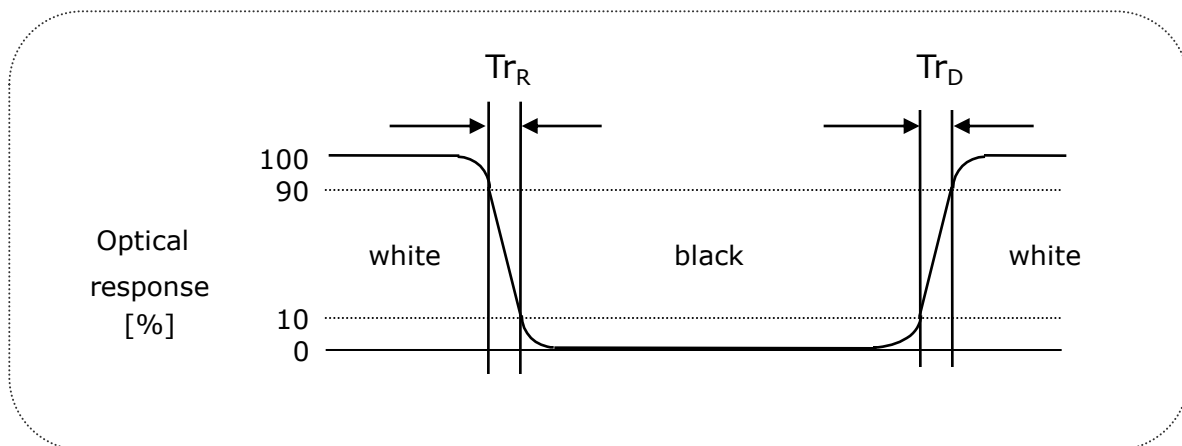 Tr_R Tr_D
100
90
Optical
response
[%]
white black white
10
0